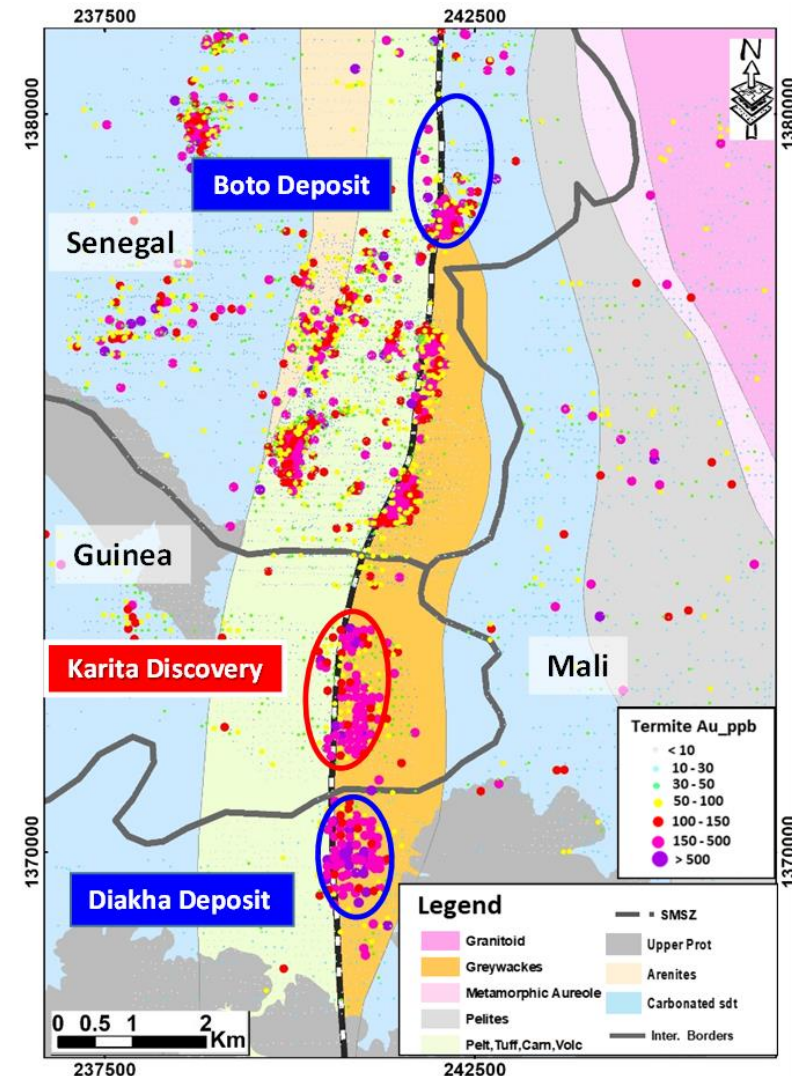 237500
242500
1380000
1380000
N
Boto Deposit
Senegal
Guinea
Karita Discovery
Mali
Termite Au_ppb
< 10
10 - 30
30 - 50
50 - 100
100 - 150
150 - 500
> 500
1370000
1370000
Diakha Deposit
Legend
Granitoid
Greywackes
Metamorphic Aureole
Pelites
Pelt,Tuff,Carn,Volc
SMSZ
Upper Prot
Arenites
Carbonated sdt
Inter. Borders
0 0.5 1 2
Km
237500
242500